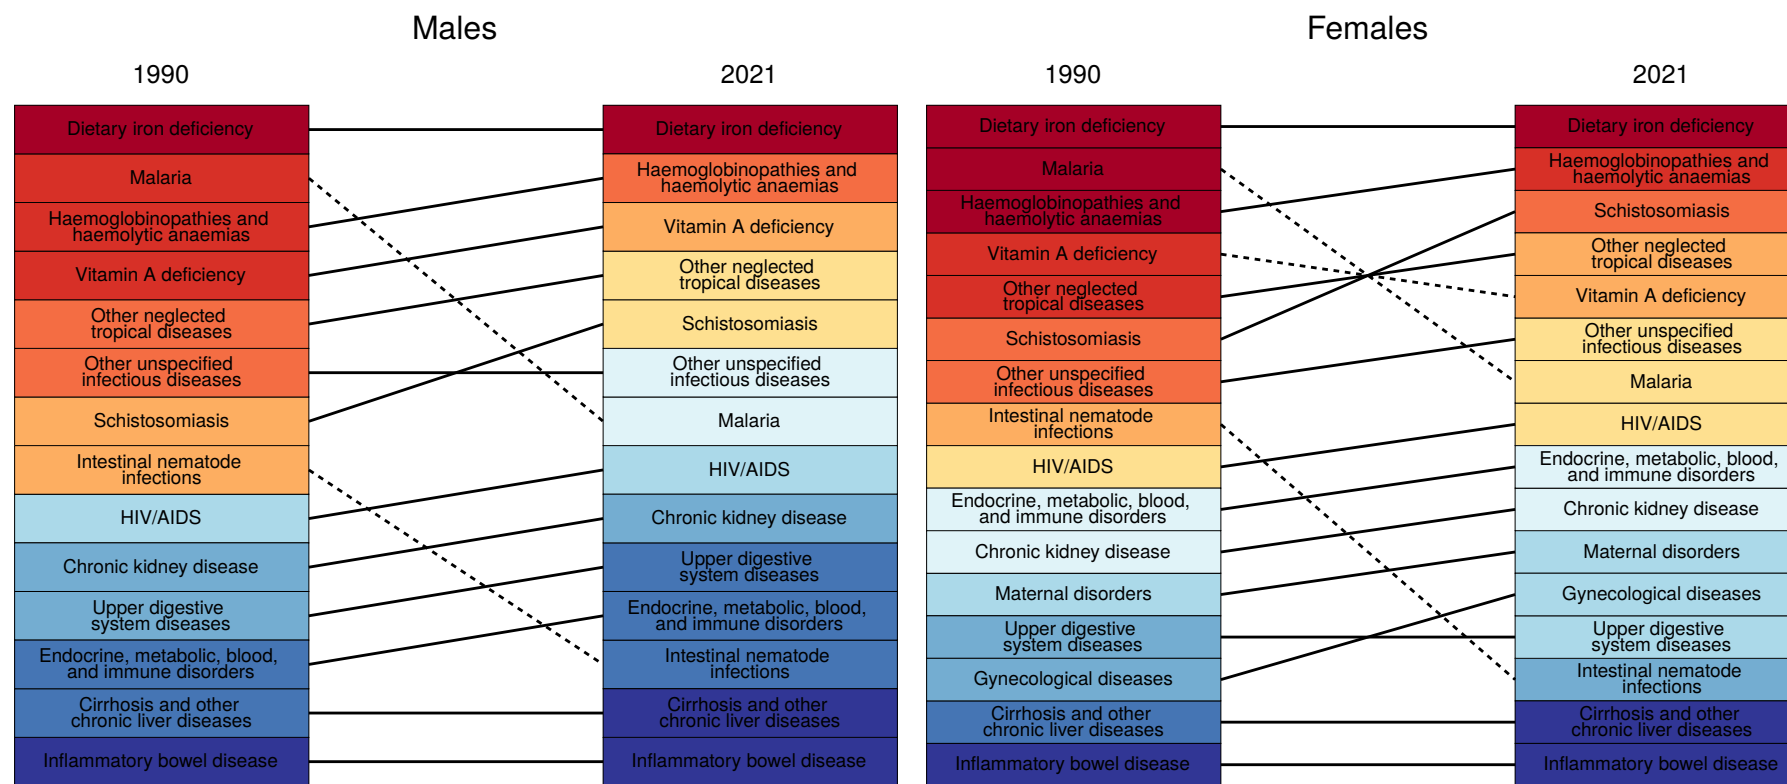 Males
1990
2021
Dietary iron deficiency
Malaria
Haemoglobinopathies and
haemolytic anaemias
Vitamin A deficiency
Other neglected
tropical diseases
Other unspecified
infectious diseases
Schistosomiasis
Intestinal nematode
infections
HIV/AIDS
Chronic kidney disease
Upper digestive
system diseases
Endocrine, metabolic, blood,
and immune disorders
Cirrhosis and other
chronic liver diseases
Inflammatory bowel disease
Dietary iron deficiency
Haemoglobinopathies and
haemolytic anaemias
Vitamin A deficiency
Other neglected
tropical diseases
Schistosomiasis
Other unspecified
infectious diseases
Malaria
HIV/AIDS
Chronic kidney disease
Upper digestive
system diseases
Endocrine, metabolic, blood,
and immune disorders
Intestinal nematode
infections
Cirrhosis and other
chronic liver diseases
Inflammatory bowel disease
Females
1990
2021
Dietary iron deficiency
Malaria
Haemoglobinopathies and
haemolytic anaemias
Vitamin A deficiency
Other neglected
tropical diseases
Schistosomiasis
Other unspecified
infectious diseases
Intestinal nematode
infections
HIV/AIDS
Endocrine, metabolic, blood,
and immune disorders
Chronic kidney disease
Maternal disorders
Upper digestive
system diseases
Gynecological diseases
Cirrhosis and other
chronic liver diseases
Inflammatory bowel disease
Dietary iron deficiency
Haemoglobinopathies and
haemolytic anaemias
Schistosomiasis
Other neglected
tropical diseases
Vitamin A deficiency
Other unspecified
infectious diseases
Malaria
HIV/AIDS
Endocrine, metabolic, blood,
and immune disorders
Chronic kidney disease
Maternal disorders
Gynecological diseases
Upper digestive
system diseases
Intestinal nematode
infections
Cirrhosis and other
chronic liver diseases
Inflammatory bowel disease